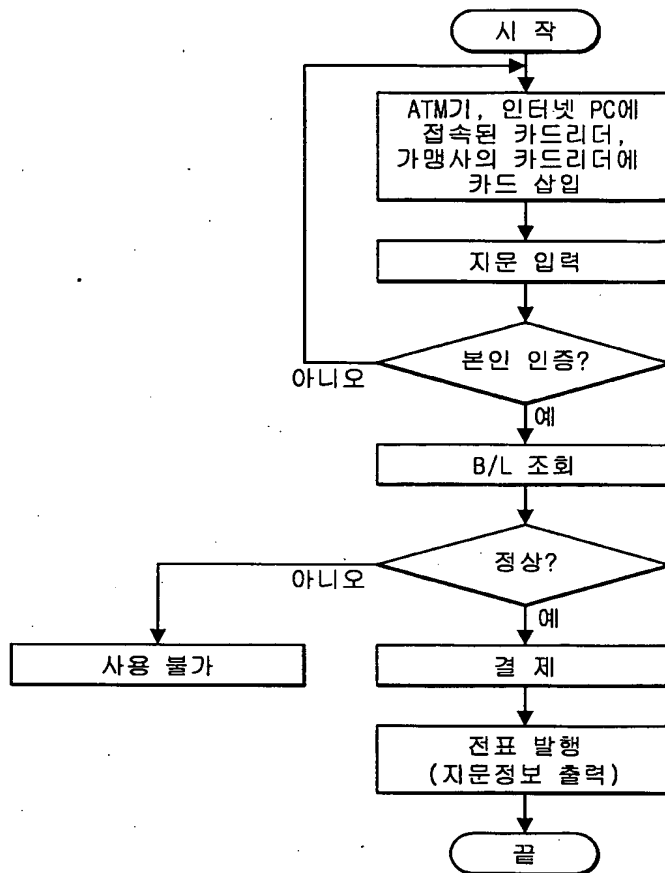 시 작
ATM기, 인터넷 PC에
접속된 카드리더,
가맹사의 카드리더에
카드 삽입
지문 입력
본인 인증?
아니오
예
B/L 조회
정상?
아니오
예
사용 불가
결 제
전표 발행
(지문정보 출력)
끝